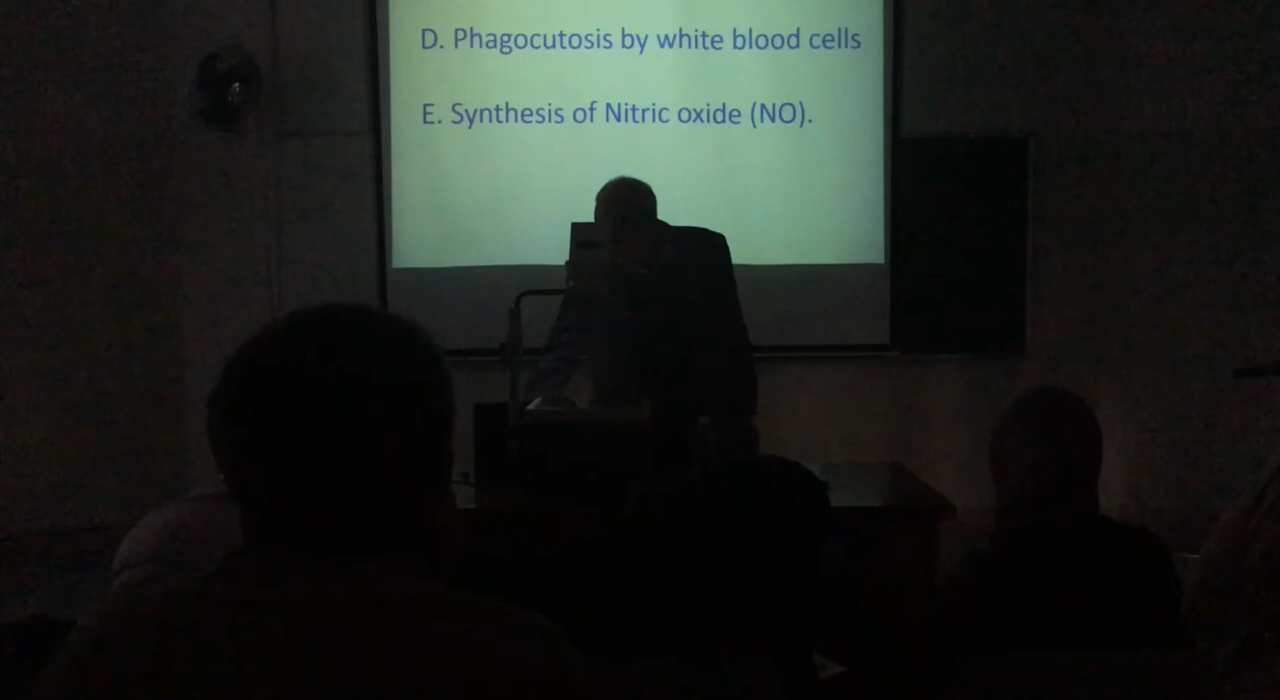 D. Phagocutosis by white blood cells
E. Synthesis of Nitric oxide (NO).